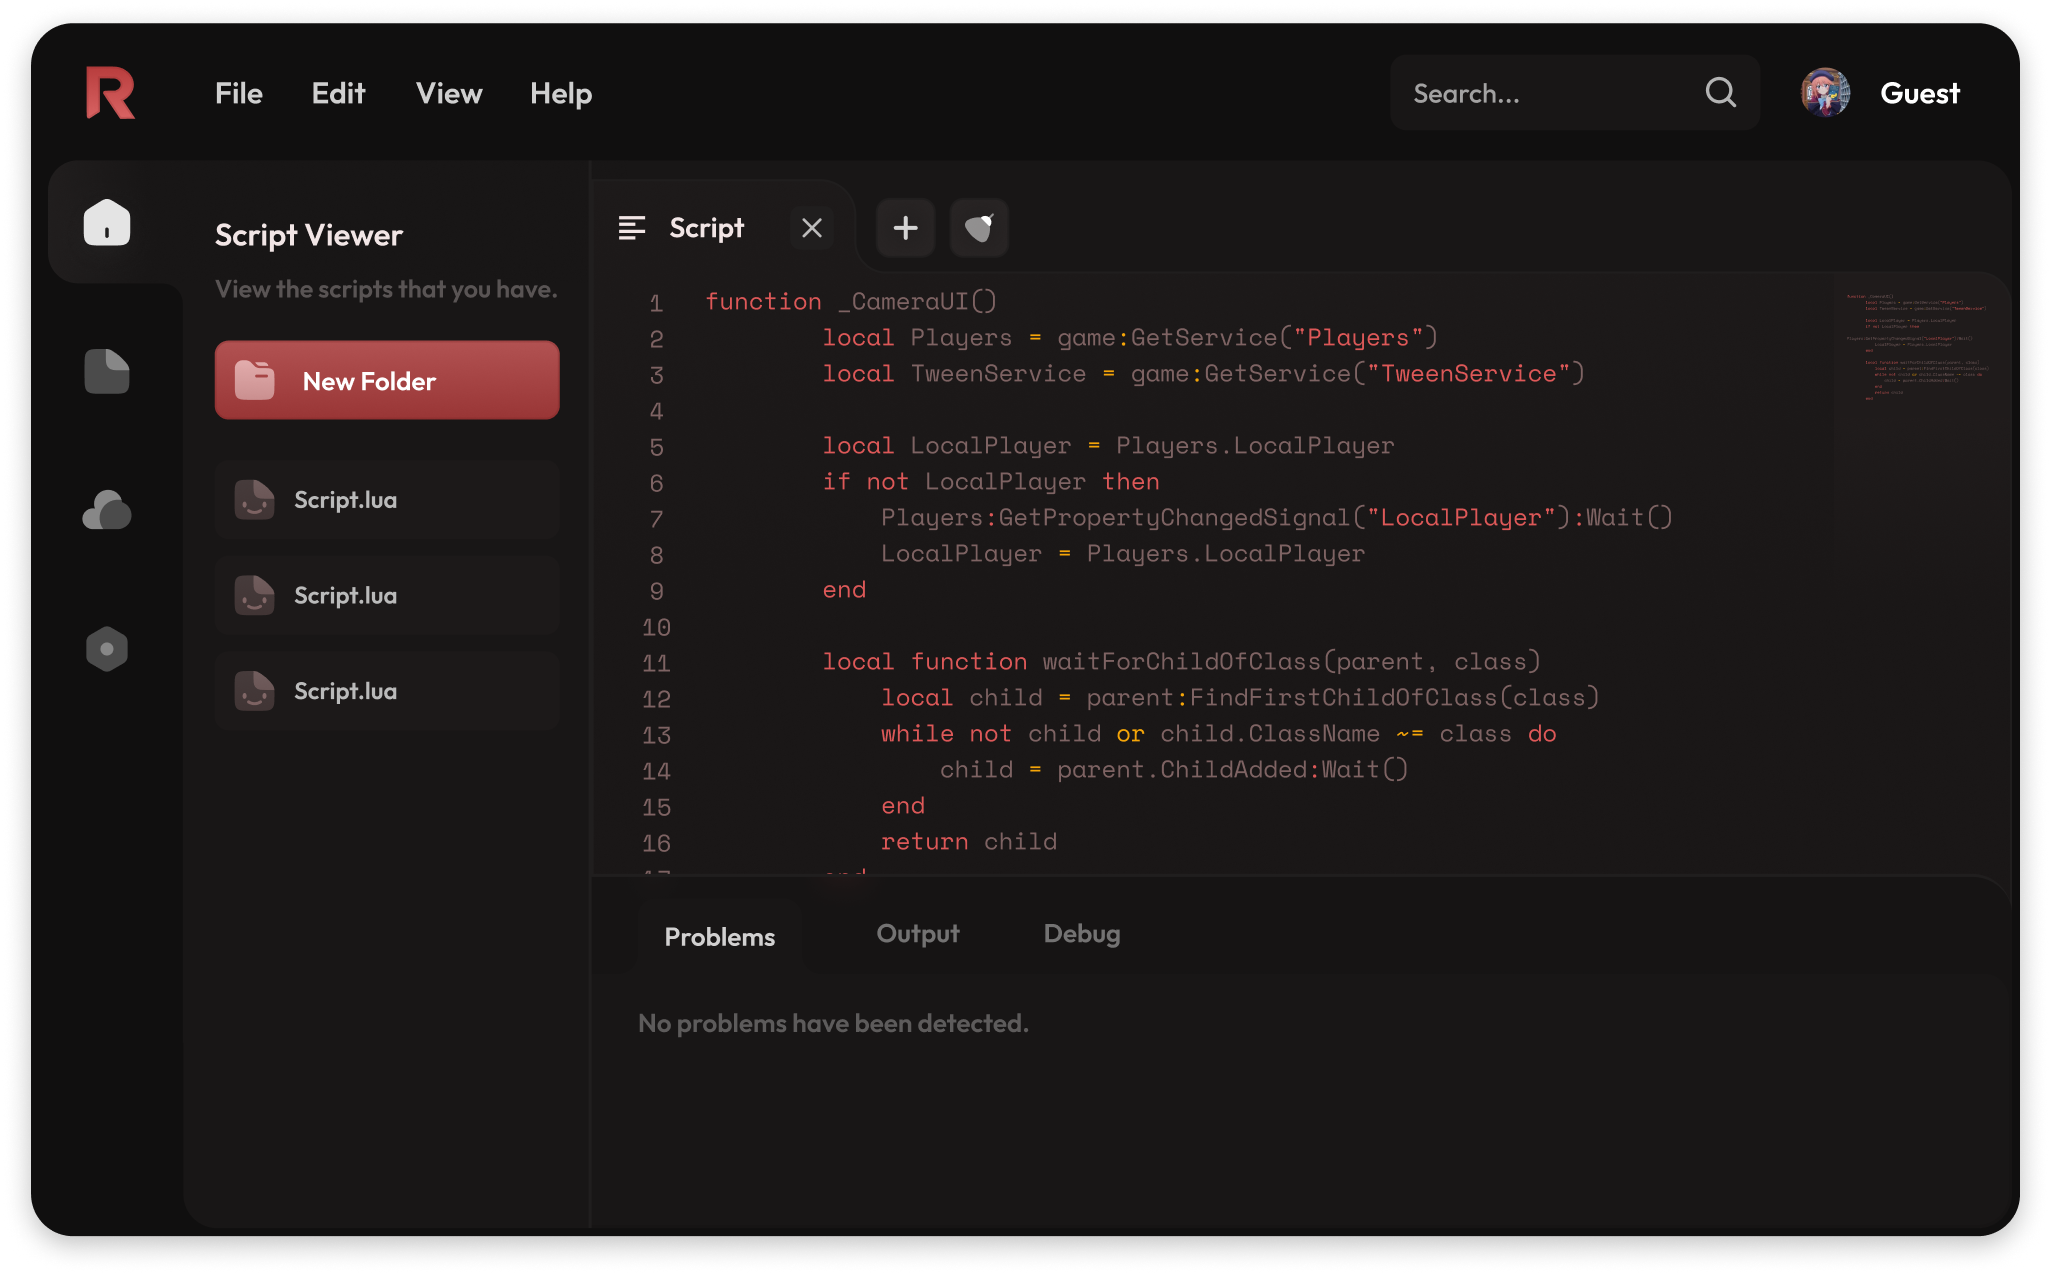 R
File Edit View Help
Search...
Guest
Script Viewer
View the scripts that you have.
New Folder
Script.lua
Script.lua
Script.lua
Script
1 function _CameraUI()
2 local Players = game:GetService("Players")
3 local TweenService = game:GetService("TweenService")
4
5 local LocalPlayer = Players.LocalPlayer
6 if not LocalPlayer then
7 Players:GetPropertyChangedSignal("LocalPlayer"):Wait()
8 LocalPlayer = Players.LocalPlayer
9 end
10
11 local function waitForChildOfClass(parent, class)
12 local child = parent:FindFirstChildOfClass(class)
13 while not child or child.ClassName ~= class do
14 child = parent.ChildAdded:Wait()
15 end
16 return child
17 end
Problems Output Debug
No problems have been detected.